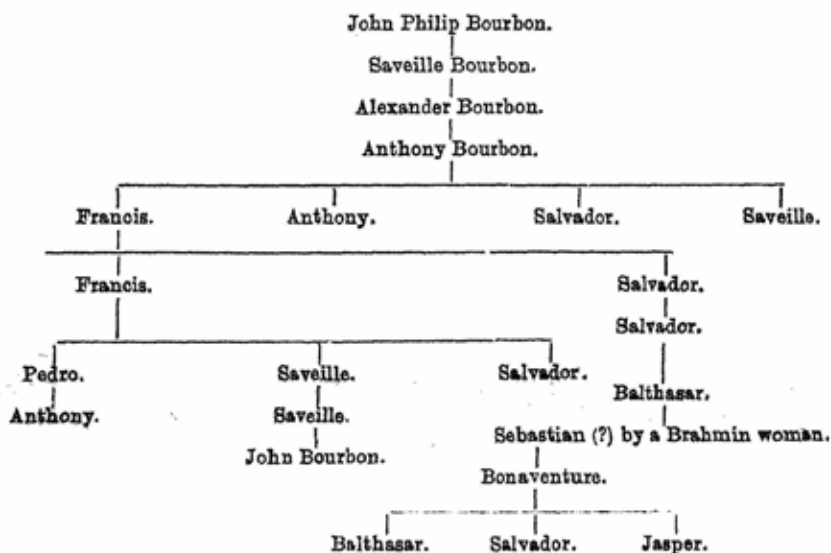 John Philip Bourbon.
Saveille Bourbon.
Alexander Bourbon.
Anthony Bourbon.
Francis. Anthony. Salvador. Saveille.
Francis. Salvador.
Salvador.
Pedro. Saveille. Salvador.
Balthasar.
Anthony. Saveille.
Sebastian (?) by a Brahmin woman.
John Bourbon.
Bonaventure.
Balthasar. Salvador. Jasper.